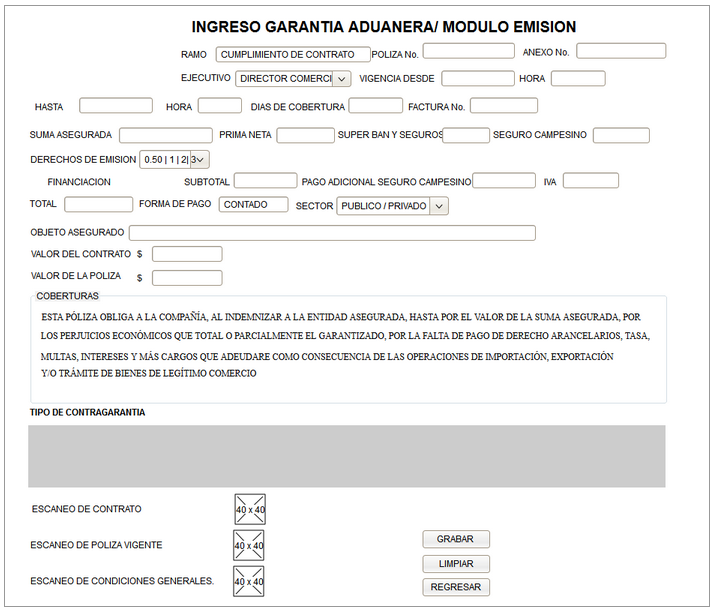 INGRESO GARANTIA ADUANERA/ MODULO EMISION
RAMO CUMPLIMIENTO DE CONTRATO POLIZA No. ANEXO No.
EJECUTIVO DIRECTOR COMERCI VIGENCIA DESDE HORA
HASTA HORA DIAS DE COBERTURA FACTURA No.
SUMA ASEGURADA PRIMA NETA SUPER BAN Y SEGUROS SEGURO CAMPESINO
DERECHOS DE EMISION 0.50 | 1 | 2| 3
FINANCIACION SUBTOTAL PAGO ADICIONAL SEGURO CAMPESINO IVA
TOTAL FORMA DE PAGO CONTADO SECTOR PUBLICO / PRIVADO
OBJETO ASEGURADO
VALOR DEL CONTRATO $
VALOR DE LA POLIZA $
COBERTURAS
ESTA PÓLIZA OBLIGA A LA COMPAÑÍA, AL INDEMNIZAR A LA ENTIDAD ASEGURADA, HASTA POR EL VALOR DE LA SUMA ASEGURADA, POR
LOS PERJUICIOS ECONÓMICOS QUE TOTAL O PARCIALMENTE EL GARANTIZADO, POR LA FALTA DE PAGO DE DERECHO ARANCELARIOS, TASA,
MULTAS, INTERESES Y MÁS CARGOS QUE ADEUDARE COMO CONSECUENCIA DE LAS OPERACIONES DE IMPORTACIÓN, EXPORTACIÓN
Y/O TRÁMITE DE BIENES DE LEGÍTIMO COMERCIO
TIPO DE CONTRAGARANTIA
ESCANEO DE CONTRATO 40 x 40
ESCANEO DE POLIZA VIGENTE 40 x 40 GRABAR
LIMPIAR
ESCANEO DE CONDICIONES GENERALES. 40 x 40 REGRESAR